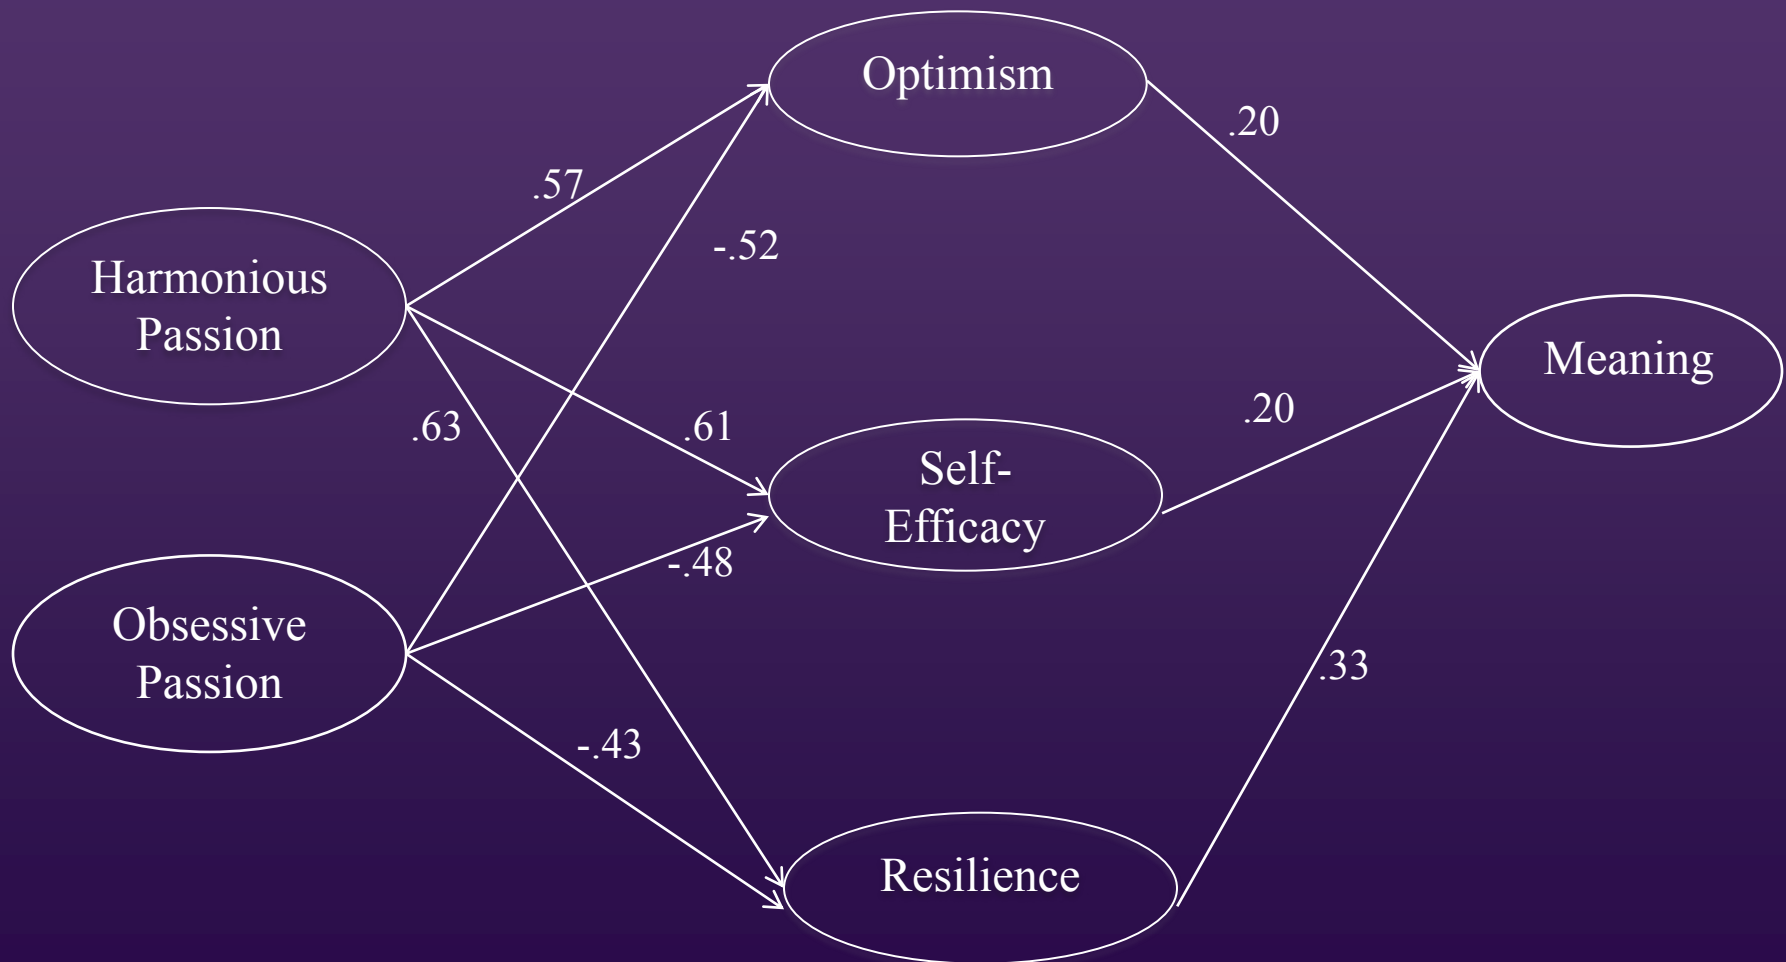 Optimism
.20
.57
-.52
Harmonious
Passion
Meaning
.63
.61
.20
Self-
Efficacy
-.48
Obsessive
Passion
.33
-.43
Resilience